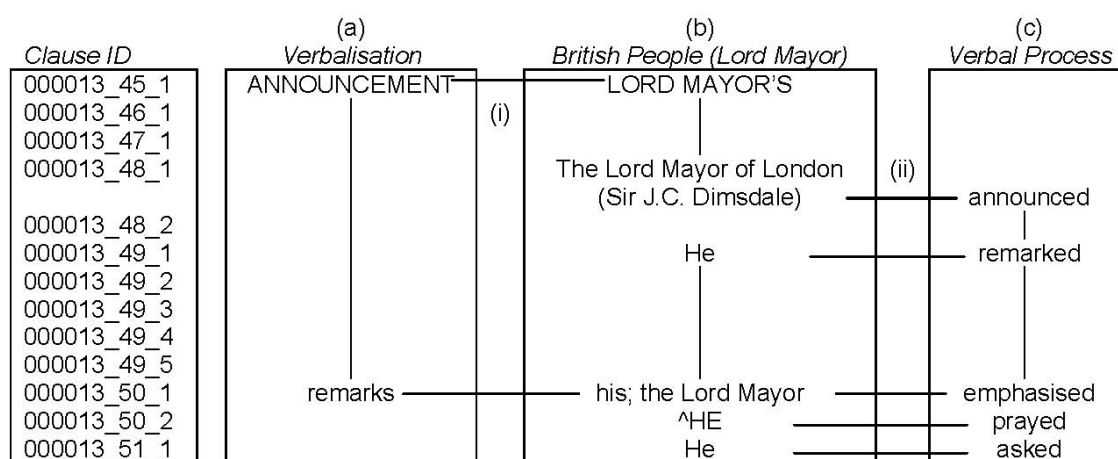 (a) (b) (c)
Clause ID Verbalisation British People (Lord Mayor) Verbal Process
000013_45_1 ANNOUNCEMENT LORD MAYOR'S
000013_46_1 (i)
000013_47_1
000013_48_1 The Lord Mayor of London (ii)
(Sir J.C. Dimsdale) announced
000013_48_2
000013_49_1 He remarked
000013_49_2
000013_49_3
000013_49_4
000013_49_5
000013_50_1 remarks his; the Lord Mayor emphasised
000013_50_2 ^HE prayed
000013_51_1 He asked